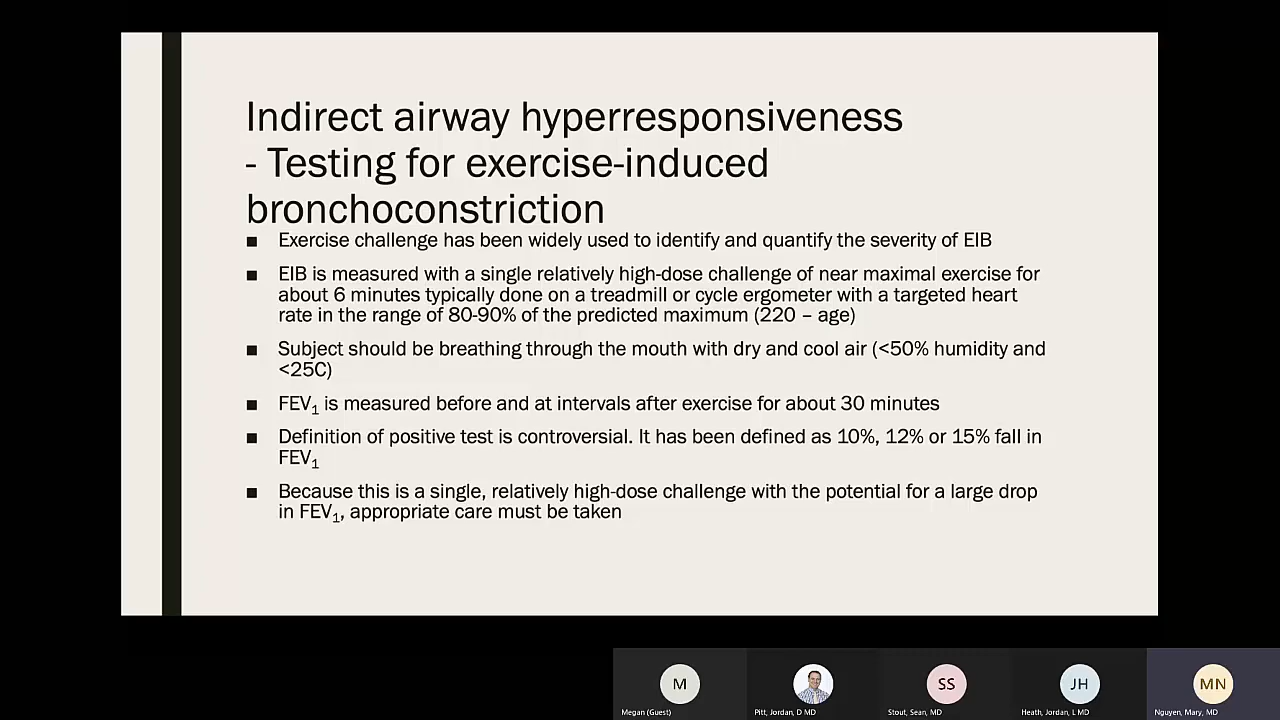 Indirect airway hyperresponsiveness
- Testing for exercise-induced
bronchoconstriction
■ Exercise challenge has been widely used to identify and quantify the severity of EIB
■ EIB is measured with a single relatively high-dose challenge of near maximal exercise for
about 6 minutes typically done on a treadmill or cycle ergometer with a targeted heart
rate in the range of 80-90% of the predicted maximum (220 – age)
■ Subject should be breathing through the mouth with dry and cool air (<50% humidity and
<25C)
■ FEV1 is measured before and at intervals after exercise for about 30 minutes
■ Definition of positive test is controversial. It has been defined as 10%, 12% or 15% fall in
FEV1
■ Because this is a single, relatively high-dose challenge with the potential for a large drop
in FEV1, appropriate care must be taken
M SS JH MN
Megan (Guest) Pitt, Jordan, D MD Stout, Sean, MD Heath, Jordan, L MD Nguyen, Mary, MD